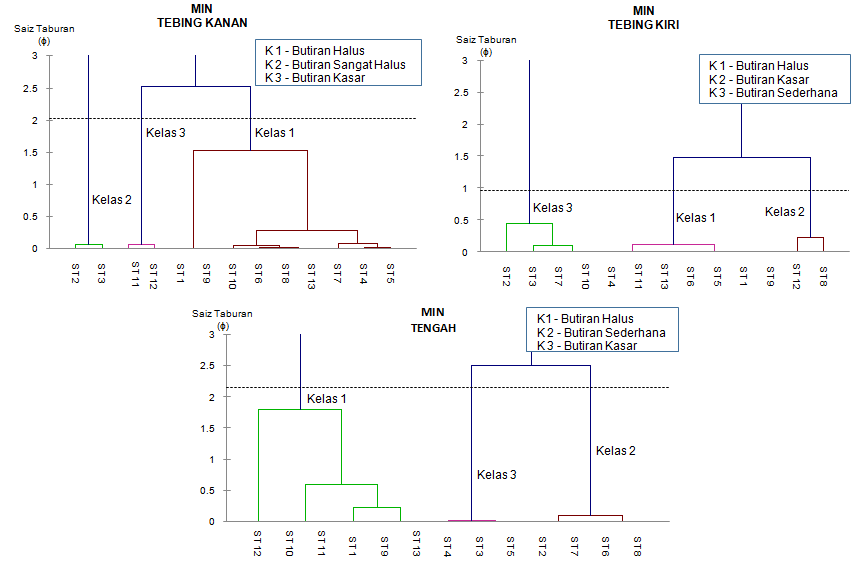 MIN
TEBING KANAN
Saiz Taburan
(ϕ)
K1 - Butiran Halus
K2 - Butiran Sangat Halus
K3 - Butiran Kasar
3
2.5
2
1.5
1
0.5
0
Kelas 3
Kelas 1
Kelas 2
ST2
ST3
ST11
ST12
ST1
ST9
ST10
ST6
ST8
ST13
ST7
ST4
ST5
MIN
TEBING KIRI
Saiz Taburan
(ϕ)
K1 - Butiran Halus
K2 - Butiran Kasar
K3 - Butiran Sederhana
3
2.5
2
1.5
1
0.5
0
Kelas 3
Kelas 1
Kelas 2
ST2
ST3
ST7
ST10
ST4
ST11
ST13
ST6
ST5
ST1
ST9
ST12
ST8
MIN
TENGAH
Saiz Taburan
(ϕ)
K1 - Butiran Halus
K2 - Butiran Sederhana
K3 - Butiran Kasar
3
2.5
2
1.5
1
0.5
0
Kelas 1
Kelas 3
Kelas 2
ST12
ST10
ST11
ST1
ST9
ST13
ST4
ST3
ST5
ST2
ST7
ST6
ST8